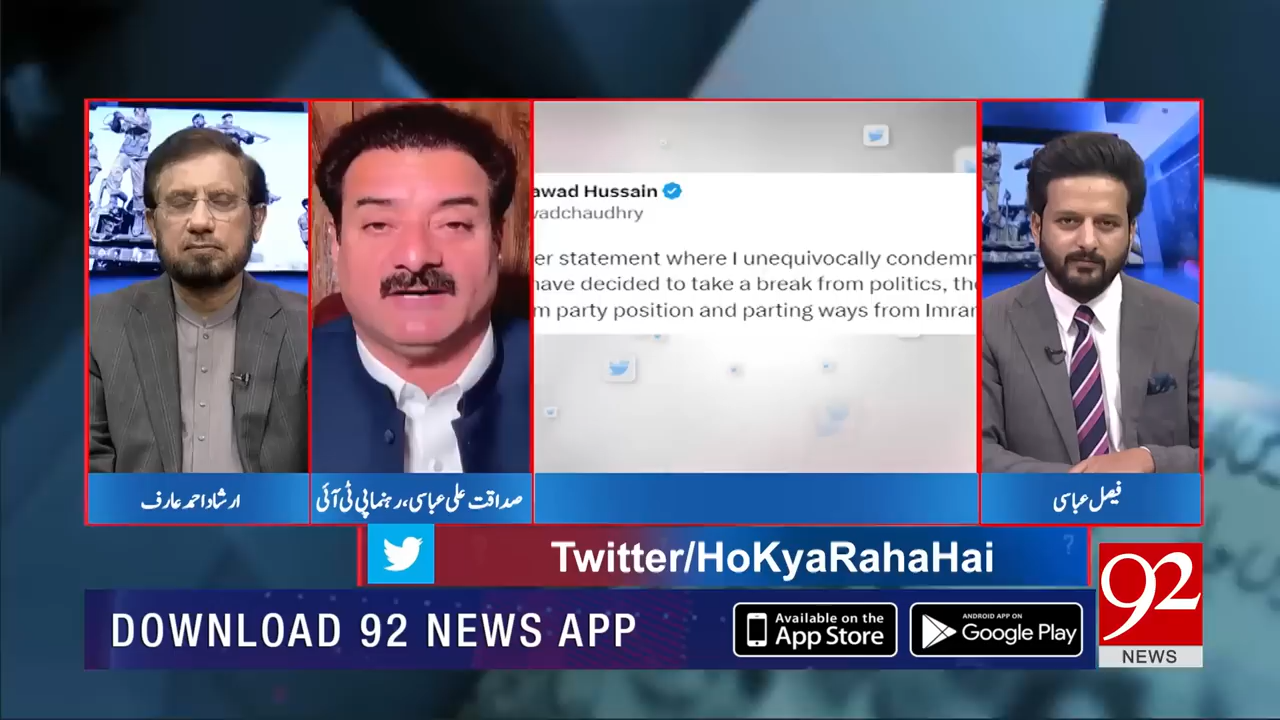 awad Hussain
vadchaudhry
er statement where I unequivocally condemn
have decided to take a break from politics, the
m party position and parting ways from Imran
ارشاد احمد عارف
صداقت علی عباسی، رہنما پی ٹی آئی
فیصل عباسی
Twitter/HoKyaRahaHai
?
DOWNLOAD 92 NEWS APP
Available on the
App Store
ANDROID APP ON
Google Play
92
NEWS